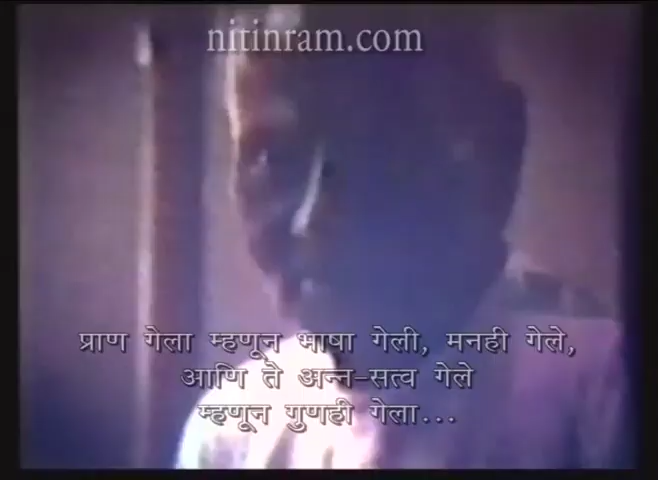 nitinram.com
प्राण गेला म्हणून भाषा गेली, मनही गेले,
आणि ते अन्न-सत्व गेले
म्हणून गुणही गेला...